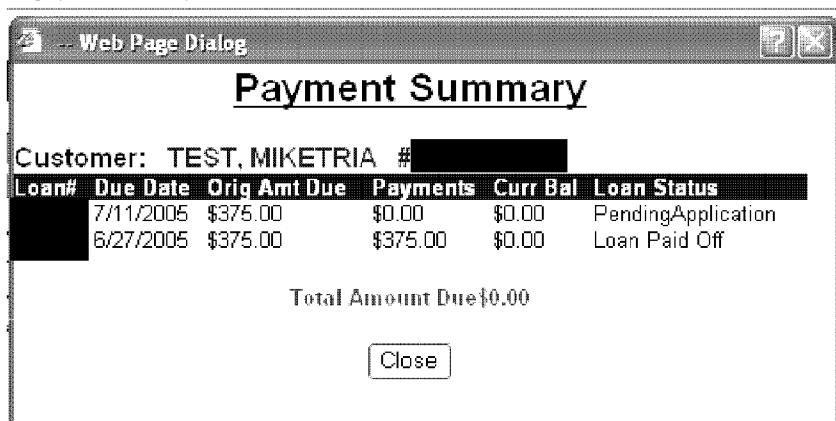 -- Web Page Dialog
Payment Summary
Customer: TEST, MIKETRIA #
Loan# Due Date Orig Amt Due Payments Curr Bal Loan Status
7/11/2005 $375.00 $0.00 $0.00 PendingApplication
6/27/2005 $375.00 $375.00 $0.00 Loan Paid Off
Total Amount Due$0.00
Close